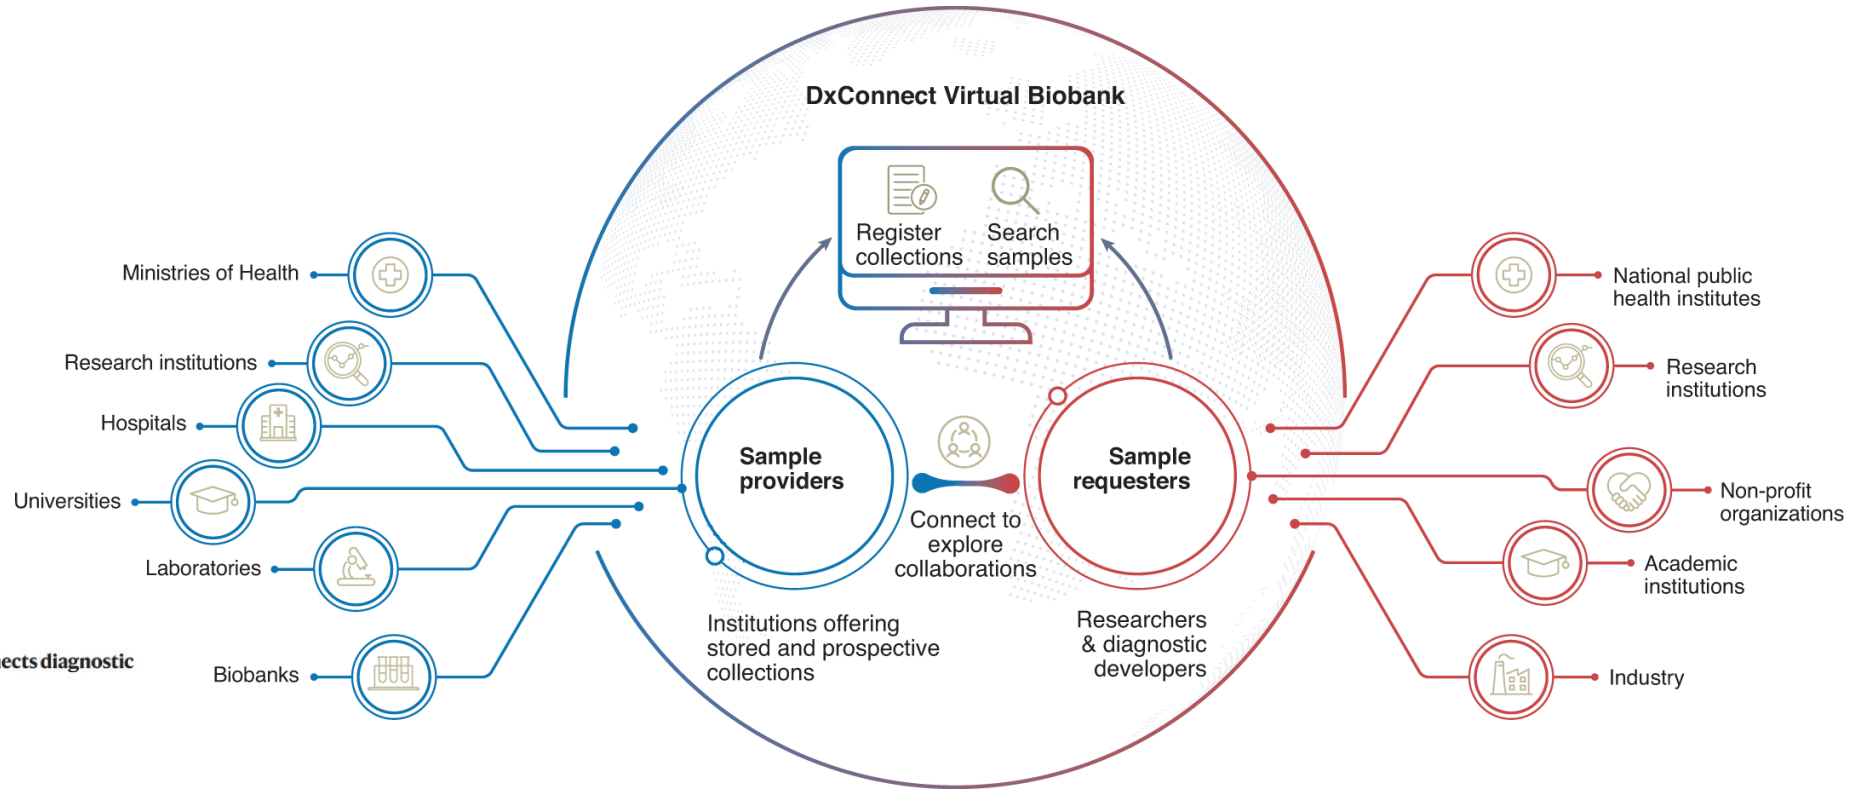 DxConnect Virtual Biobank
Register
collections
Search
samples
Ministries of Health
Research institutions
Hospitals
Universities
Laboratories
Biobanks
Sample
providers
Institutions offering
stored and prospective
collections
Connect to
explore
collaborations
Sample
requesters
Researchers
& diagnostic
developers
National public
health institutes
Research
institutions
Non-profit
organizations
Academic
institutions
Industry
diagnostic